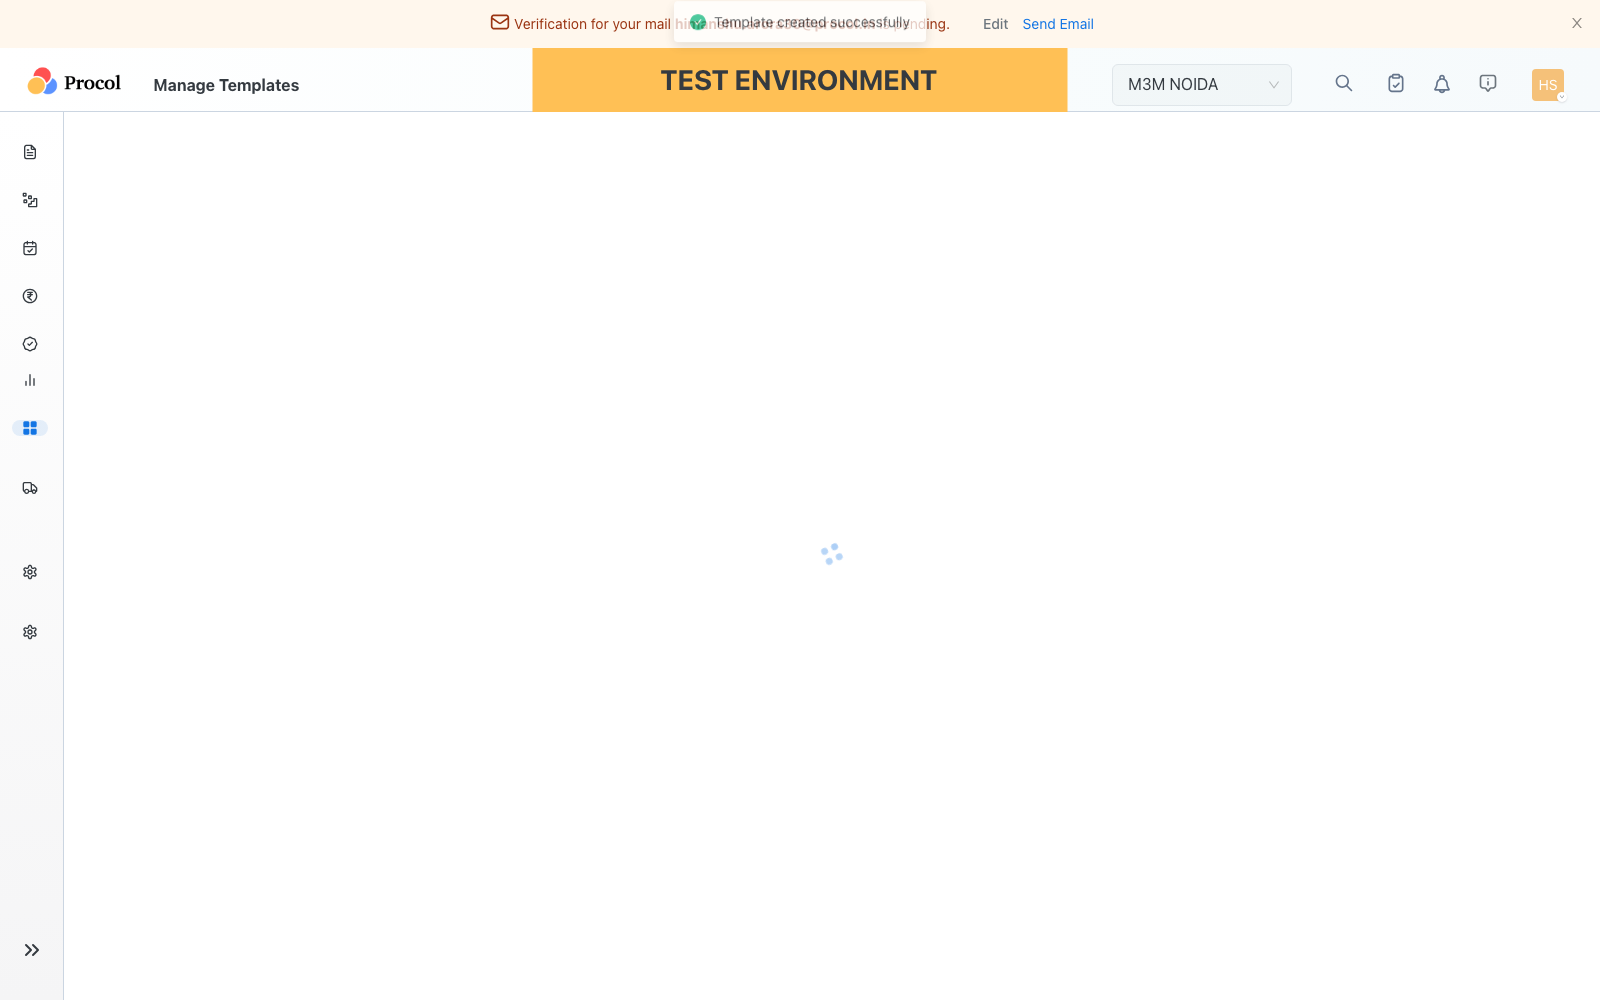 Verification for your mail
Template created successfully
Edit
Send Email
Procol
Manage Templates
TEST ENVIRONMENT
M3M NOIDA
HS